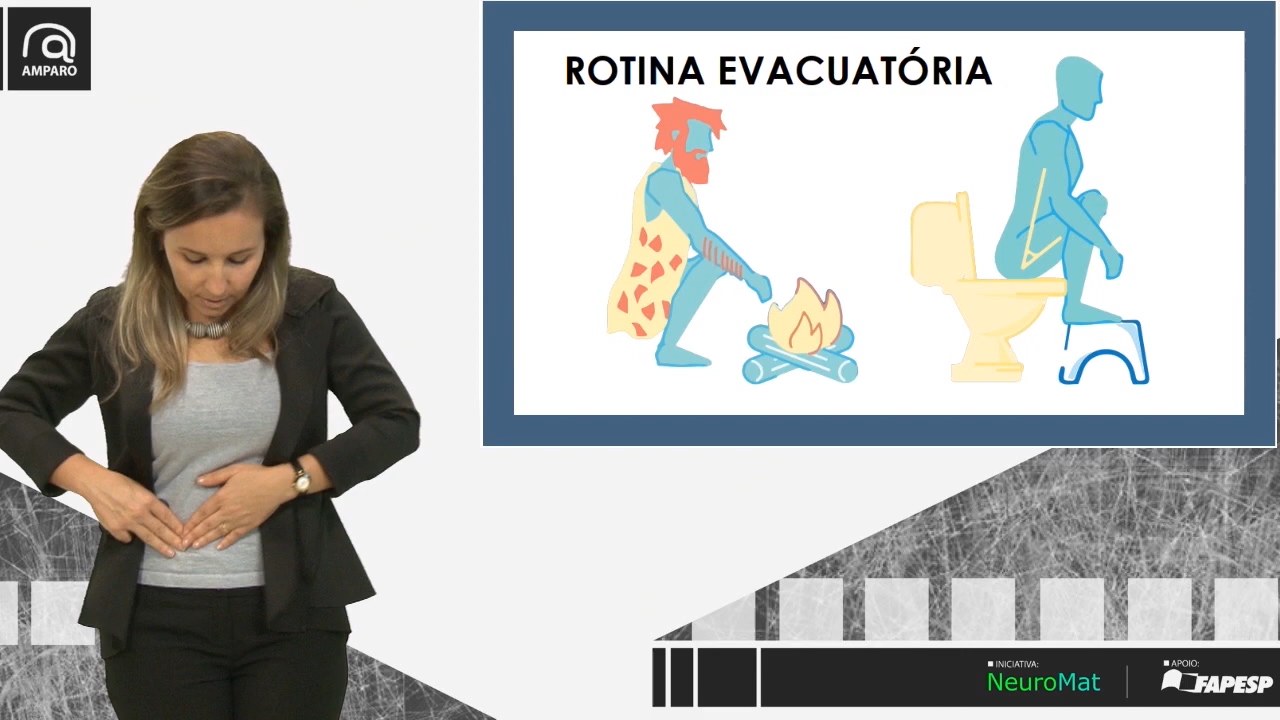 AMPARO
ROTINA EVACUATÓRIA
INICIATIVA:
NeuroMat
APOIO:
FAPESP